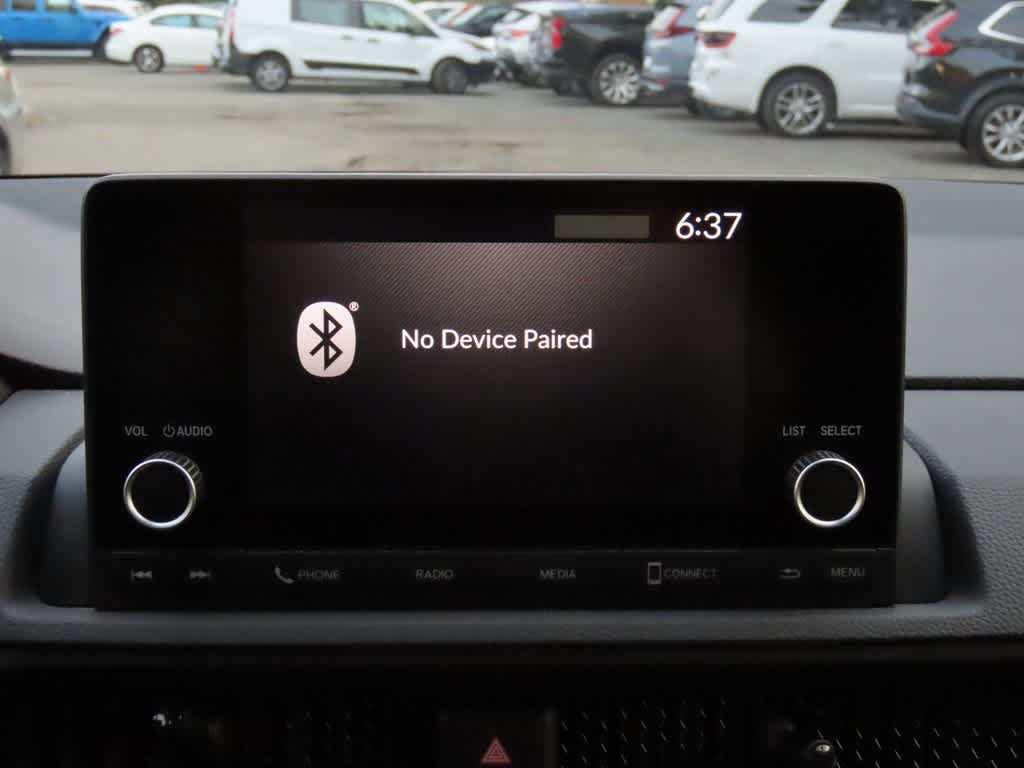 6:37
®
No Device Paired
VOL AUDIO
LIST SELECT
PHONE RADIO MEDIA CONNECT MENU